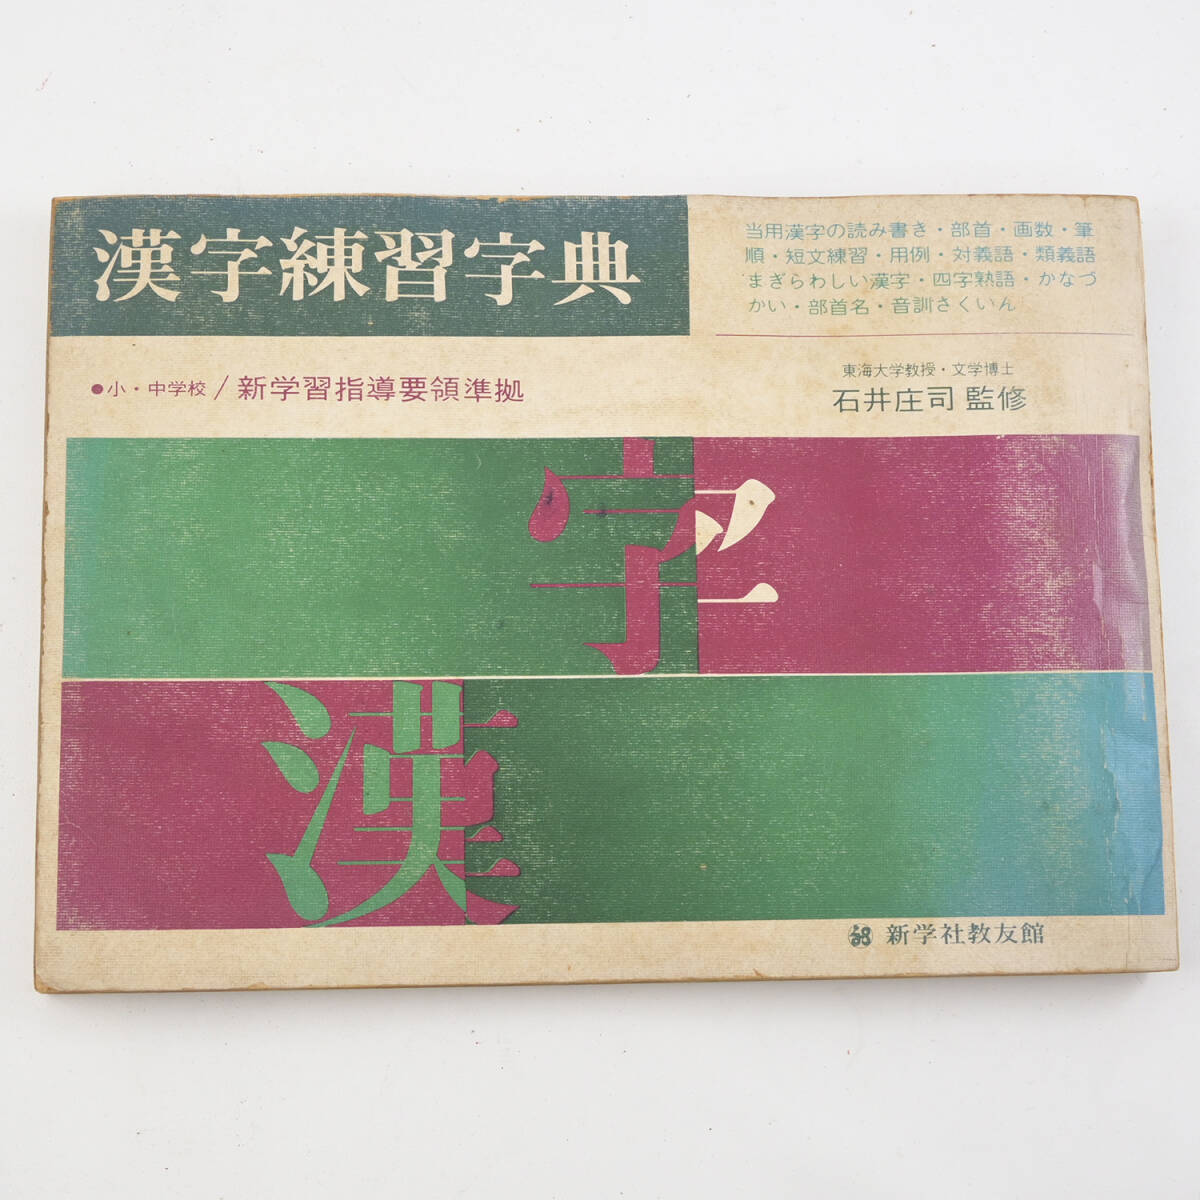 漢字練習字典
当用漢字の読み書き・部首・画数・筆
順・短文練習・用例・対義語・類義語
まぎらわしい漢字・四字熟語・かなづ
かい・部首名・音訓さくいん
●小・中学校/新学習指導要領準拠
東海大学教授・文学博士
石井庄司 監修
字
漢
新学社教友館